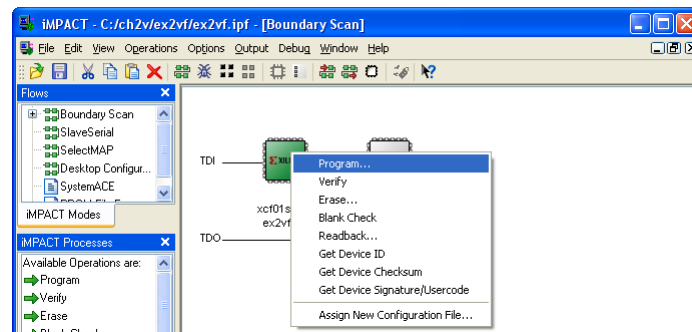 iMPACT - C:/ch2v/ex2vf/ex2vf.ipf - [Boundary Scan]
File Edit View Operations Options Output Debug Window Help
Flows
Boundary Scan
SlaveSerial
SelectMAP
Desktop Configur...
SystemACE
iMPACT Modes
iMPACT Processes
Available Operations are:
Program
Verify
Erase
TDI
xcf01s
ex2vf
TDO
Program...
Verify
Erase...
Blank Check
Readback...
Get Device ID
Get Device Checksum
Get Device Signature/Usercode
Assign New Configuration File...